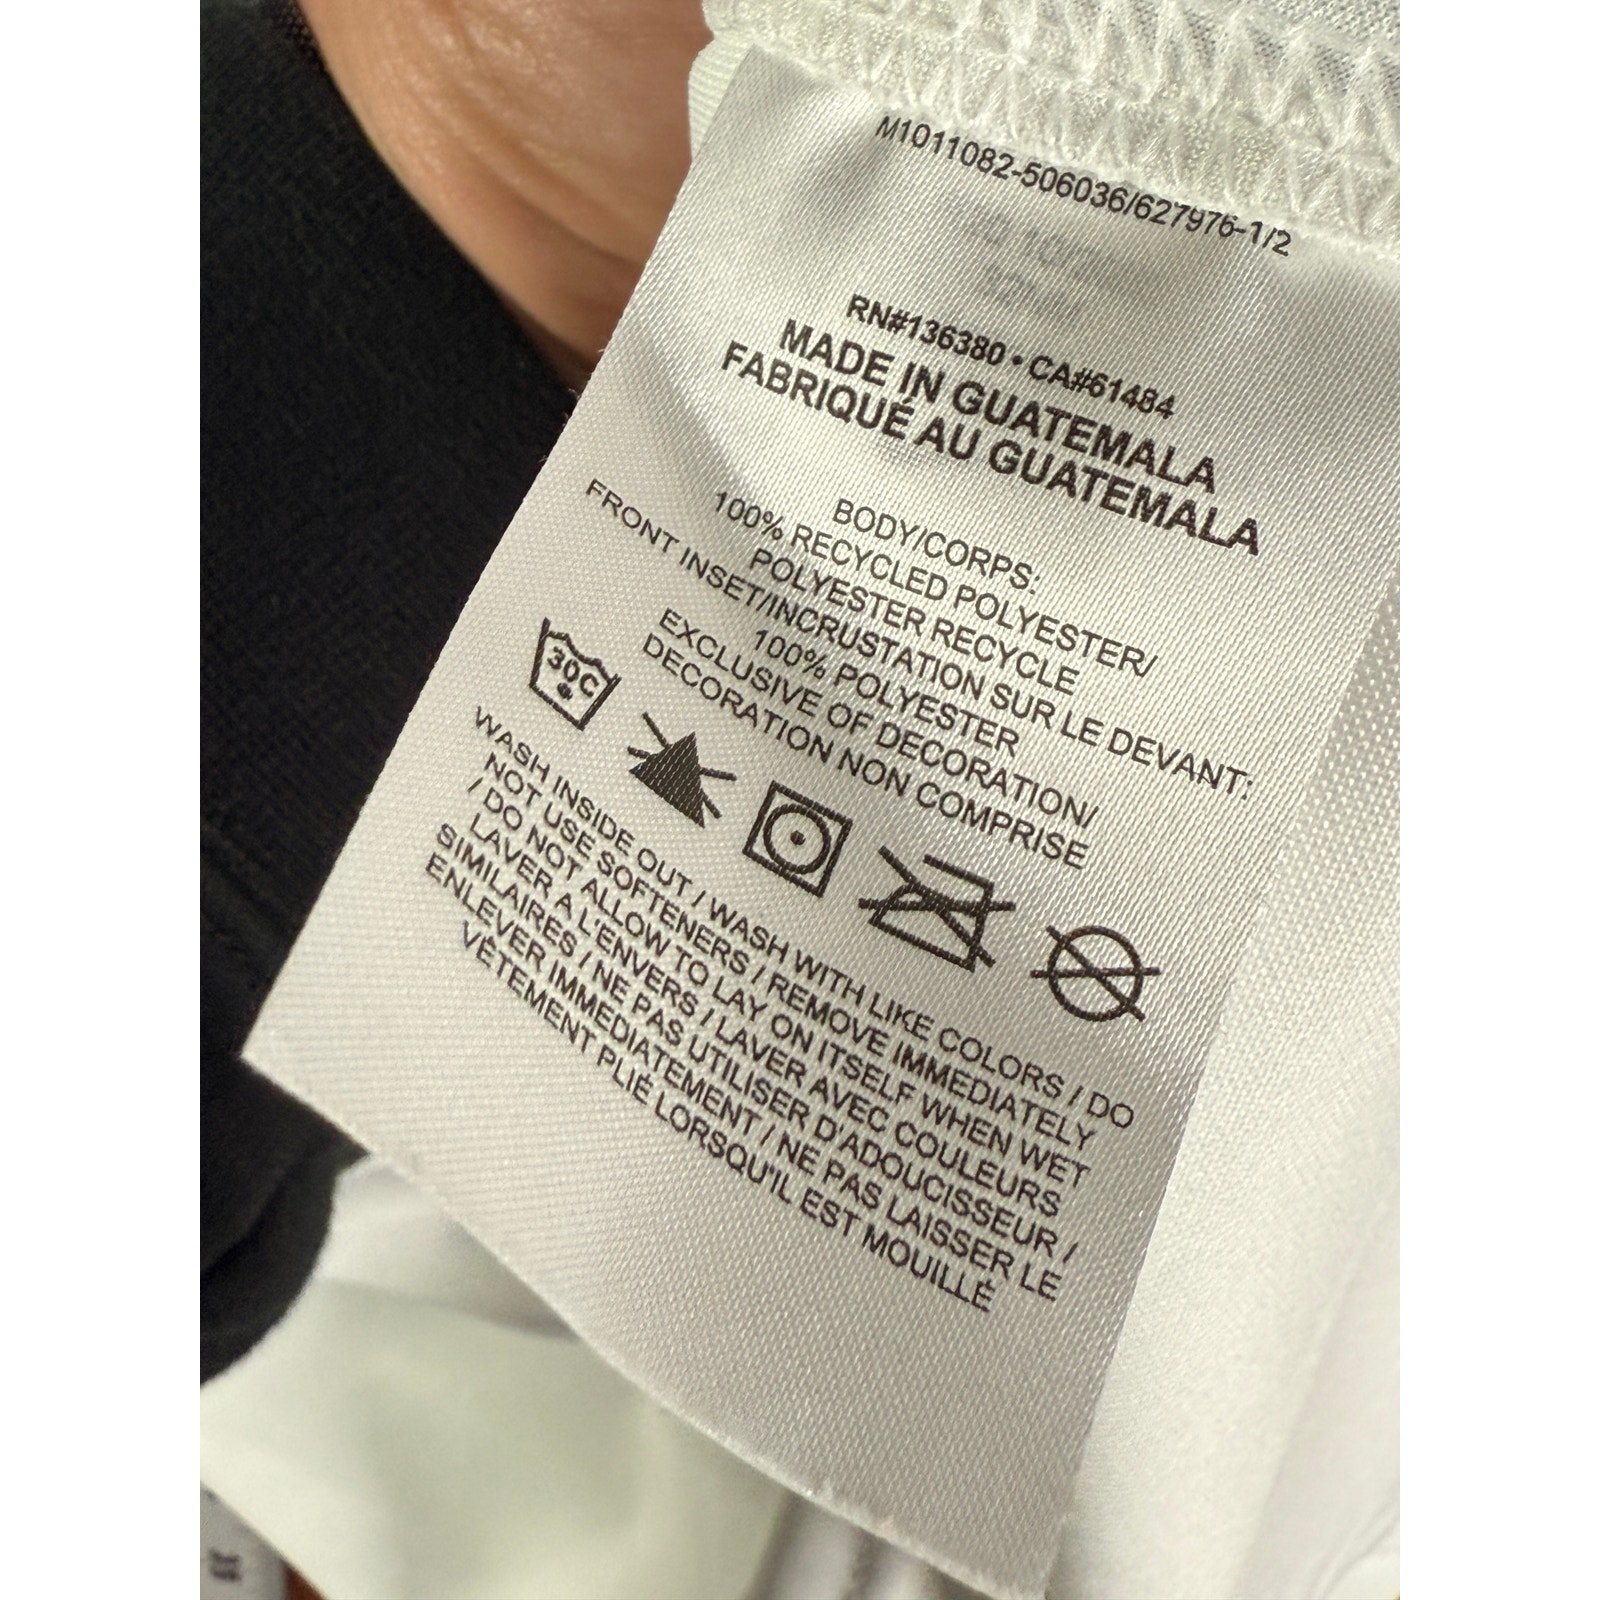 M1011082-506036/627976-1/2
RN#136380 • CA#61484
MADE IN GUATEMALA
FABRIQUÉ AU GUATEMALA
BODY/CORPS:
100% RECYCLED POLYESTER/
POLYESTER RECYCLE
FRONT INSET/INCRUSTATION SUR LE DEVANT:
100% POLYESTER
EXCLUSIVE OF DECORATION/
DECORATION NON COMPRISE
30C
WASH INSIDE OUT / WASH WITH LIKE COLORS / DO
NOT USE SOFTENERS / REMOVE IMMEDIATELY
/ DO NOT ALLOW TO LAY ON ITSELF WHEN WET
LAVER A L'ENVERS / LAVER AVEC COULEURS
SIMILAIRES / NE PAS UTILISER D'ADOUCISSEUR /
ENLEVER IMMEDIATEMENT / NE PAS LAISSER LE
VÊTEMENT PLIÉ LORSQU'IL EST MOUILLÉ